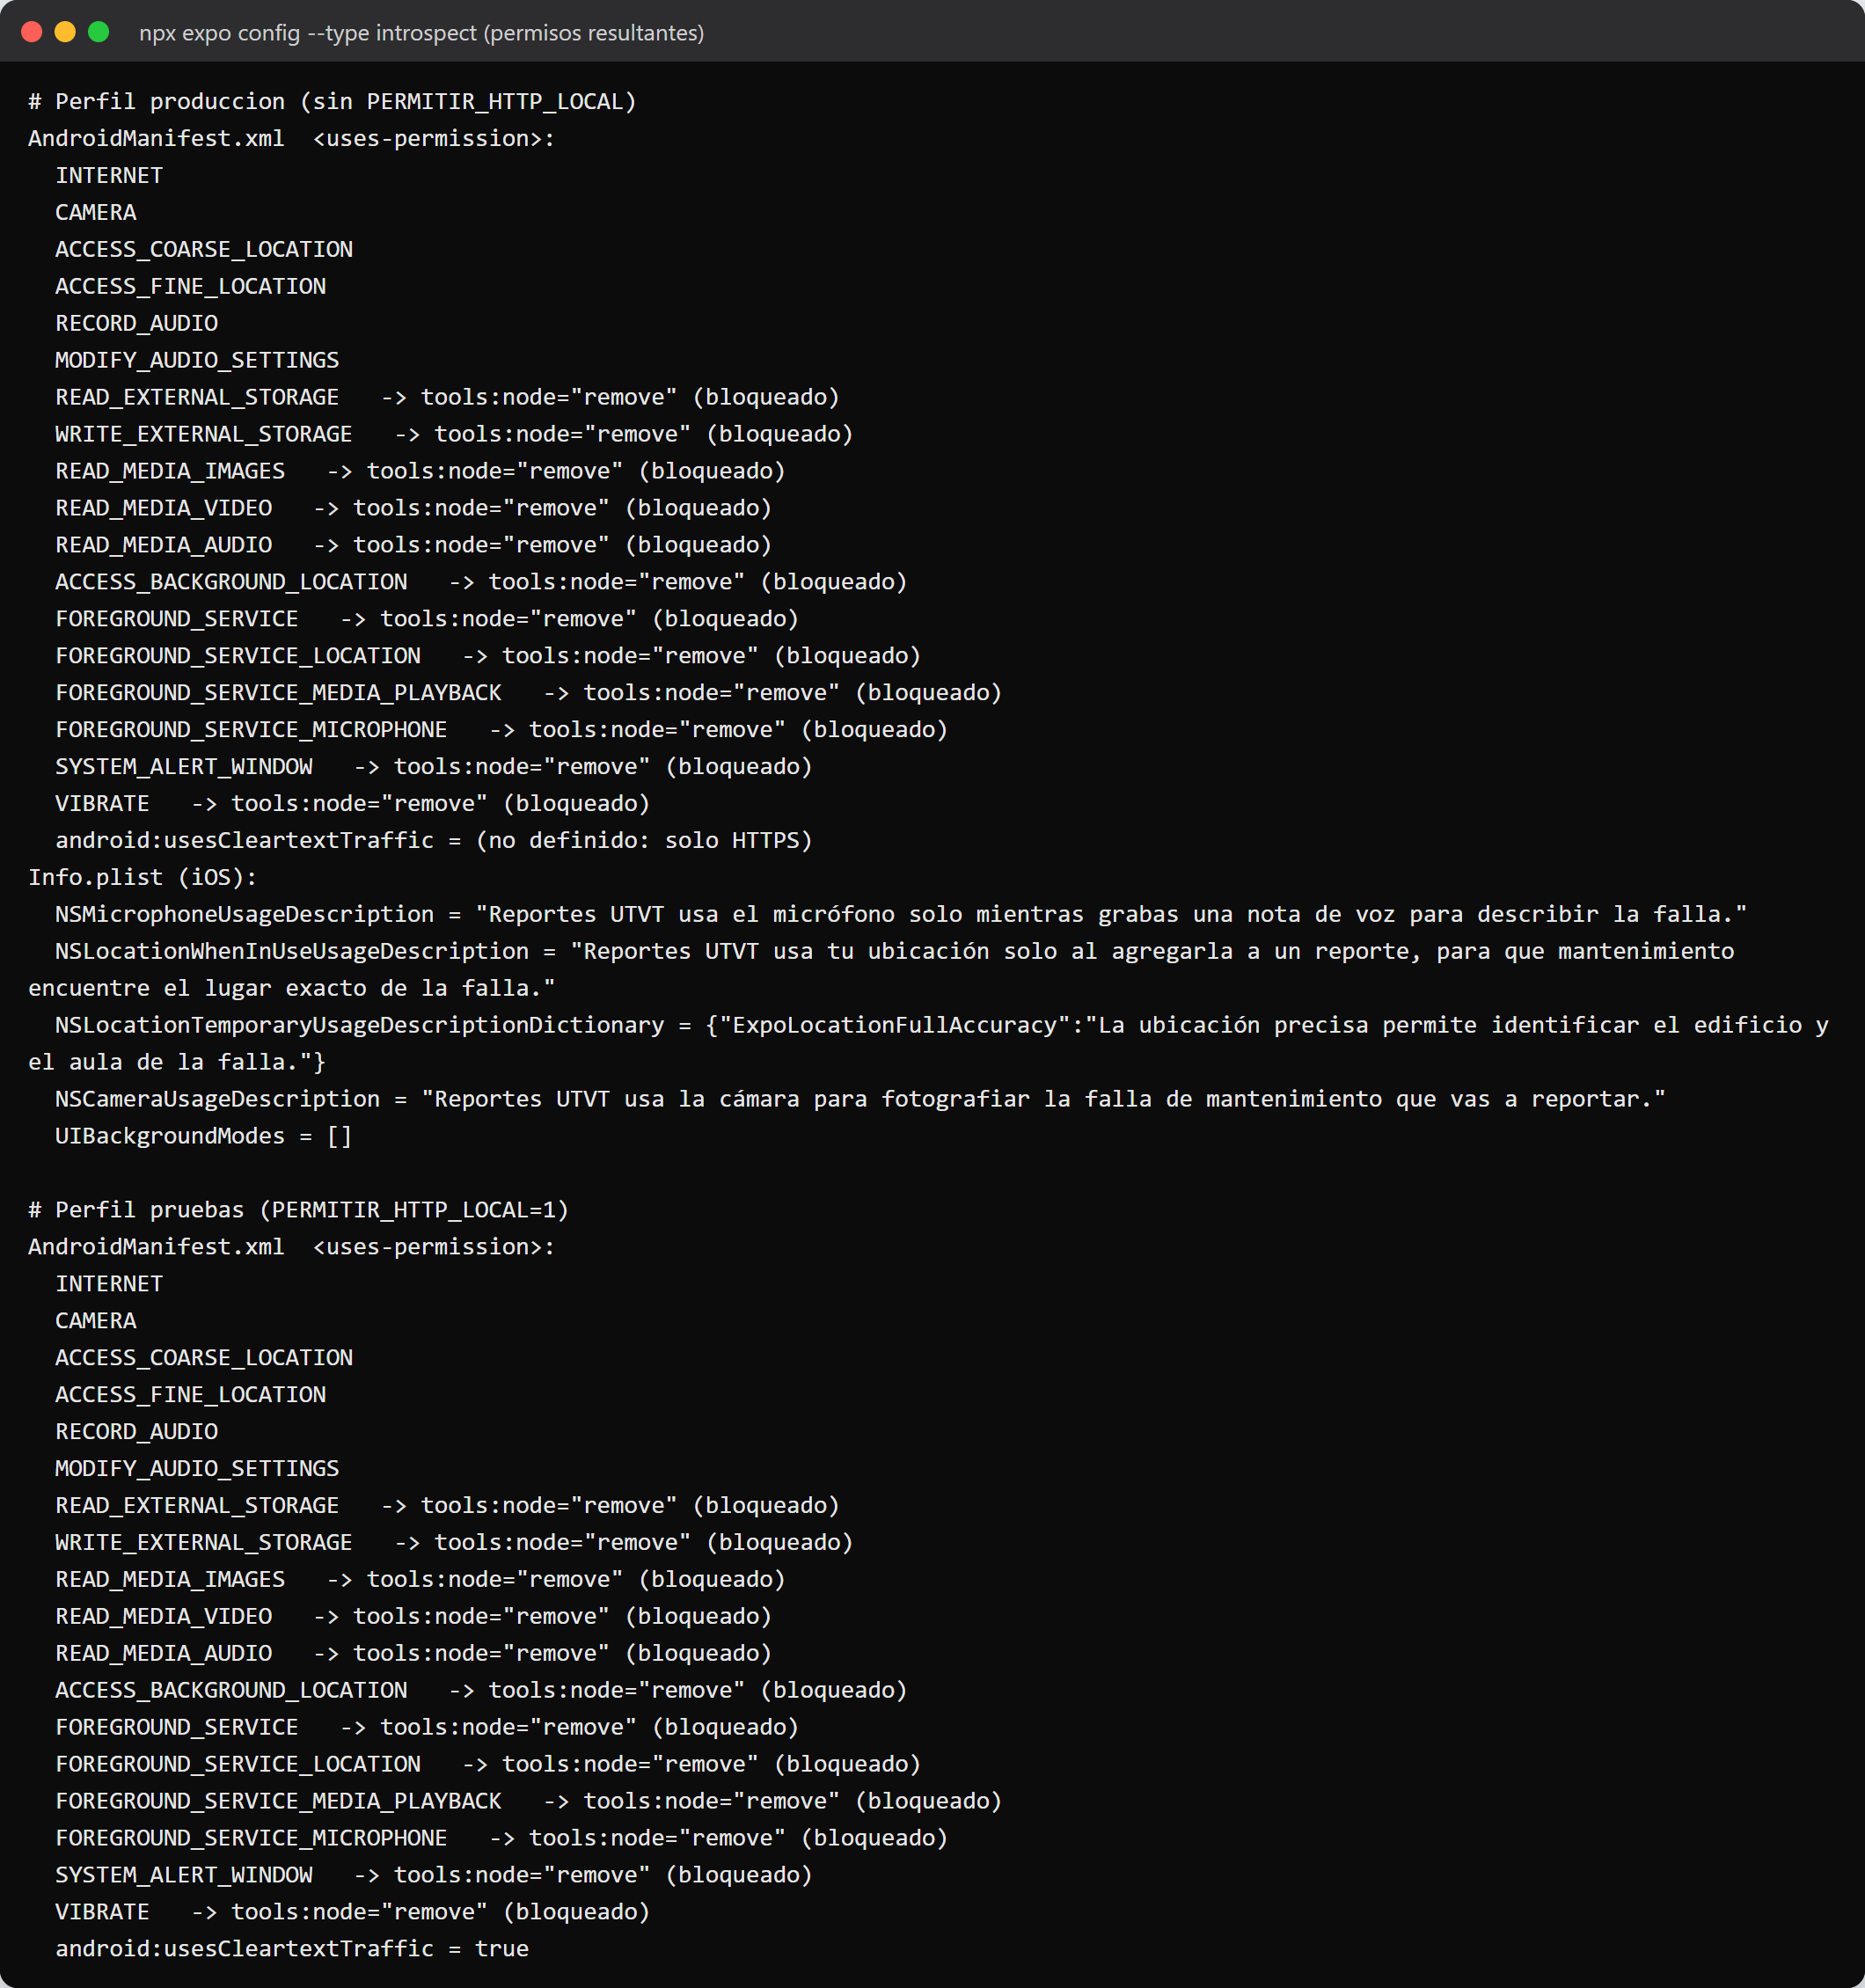 npx expo config --type introspect (permisos resultantes)
# Perfil produccion (sin PERMITIR_HTTP_LOCAL)
AndroidManifest.xml  <uses-permission>:
  INTERNET
  CAMERA
  ACCESS_COARSE_LOCATION
  ACCESS_FINE_LOCATION
  RECORD_AUDIO
  MODIFY_AUDIO_SETTINGS
  READ_EXTERNAL_STORAGE   -> tools:node="remove" (bloqueado)
  WRITE_EXTERNAL_STORAGE   -> tools:node="remove" (bloqueado)
  READ_MEDIA_IMAGES   -> tools:node="remove" (bloqueado)
  READ_MEDIA_VIDEO   -> tools:node="remove" (bloqueado)
  READ_MEDIA_AUDIO   -> tools:node="remove" (bloqueado)
  ACCESS_BACKGROUND_LOCATION   -> tools:node="remove" (bloqueado)
  FOREGROUND_SERVICE   -> tools:node="remove" (bloqueado)
  FOREGROUND_SERVICE_LOCATION   -> tools:node="remove" (bloqueado)
  FOREGROUND_SERVICE_MEDIA_PLAYBACK   -> tools:node="remove" (bloqueado)
  FOREGROUND_SERVICE_MICROPHONE   -> tools:node="remove" (bloqueado)
  SYSTEM_ALERT_WINDOW   -> tools:node="remove" (bloqueado)
  VIBRATE   -> tools:node="remove" (bloqueado)
  android:usesCleartextTraffic = (no definido: solo HTTPS)
Info.plist (iOS):
  NSMicrophoneUsageDescription = "Reportes UTVT usa el micrófono solo mientras grabas una nota de voz para describir la falla."
  NSLocationWhenInUseUsageDescription = "Reportes UTVT usa tu ubicación solo al agregarla a un reporte, para que mantenimiento
encuentre el lugar exacto de la falla."
  NSLocationTemporaryUsageDescriptionDictionary = {"ExpoLocationFullAccuracy":"La ubicación precisa permite identificar el edificio y
el aula de la falla."}
  NSCameraUsageDescription = "Reportes UTVT usa la cámara para fotografiar la falla de mantenimiento que vas a reportar."
  UIBackgroundModes = []

# Perfil pruebas (PERMITIR_HTTP_LOCAL=1)
AndroidManifest.xml  <uses-permission>:
  INTERNET
  CAMERA
  ACCESS_COARSE_LOCATION
  ACCESS_FINE_LOCATION
  RECORD_AUDIO
  MODIFY_AUDIO_SETTINGS
  READ_EXTERNAL_STORAGE   -> tools:node="remove" (bloqueado)
  WRITE_EXTERNAL_STORAGE   -> tools:node="remove" (bloqueado)
  READ_MEDIA_IMAGES   -> tools:node="remove" (bloqueado)
  READ_MEDIA_VIDEO   -> tools:node="remove" (bloqueado)
  READ_MEDIA_AUDIO   -> tools:node="remove" (bloqueado)
  ACCESS_BACKGROUND_LOCATION   -> tools:node="remove" (bloqueado)
  FOREGROUND_SERVICE   -> tools:node="remove" (bloqueado)
  FOREGROUND_SERVICE_LOCATION   -> tools:node="remove" (bloqueado)
  FOREGROUND_SERVICE_MEDIA_PLAYBACK   -> tools:node="remove" (bloqueado)
  FOREGROUND_SERVICE_MICROPHONE   -> tools:node="remove" (bloqueado)
  SYSTEM_ALERT_WINDOW   -> tools:node="remove" (bloqueado)
  VIBRATE   -> tools:node="remove" (bloqueado)
  android:usesCleartextTraffic = true